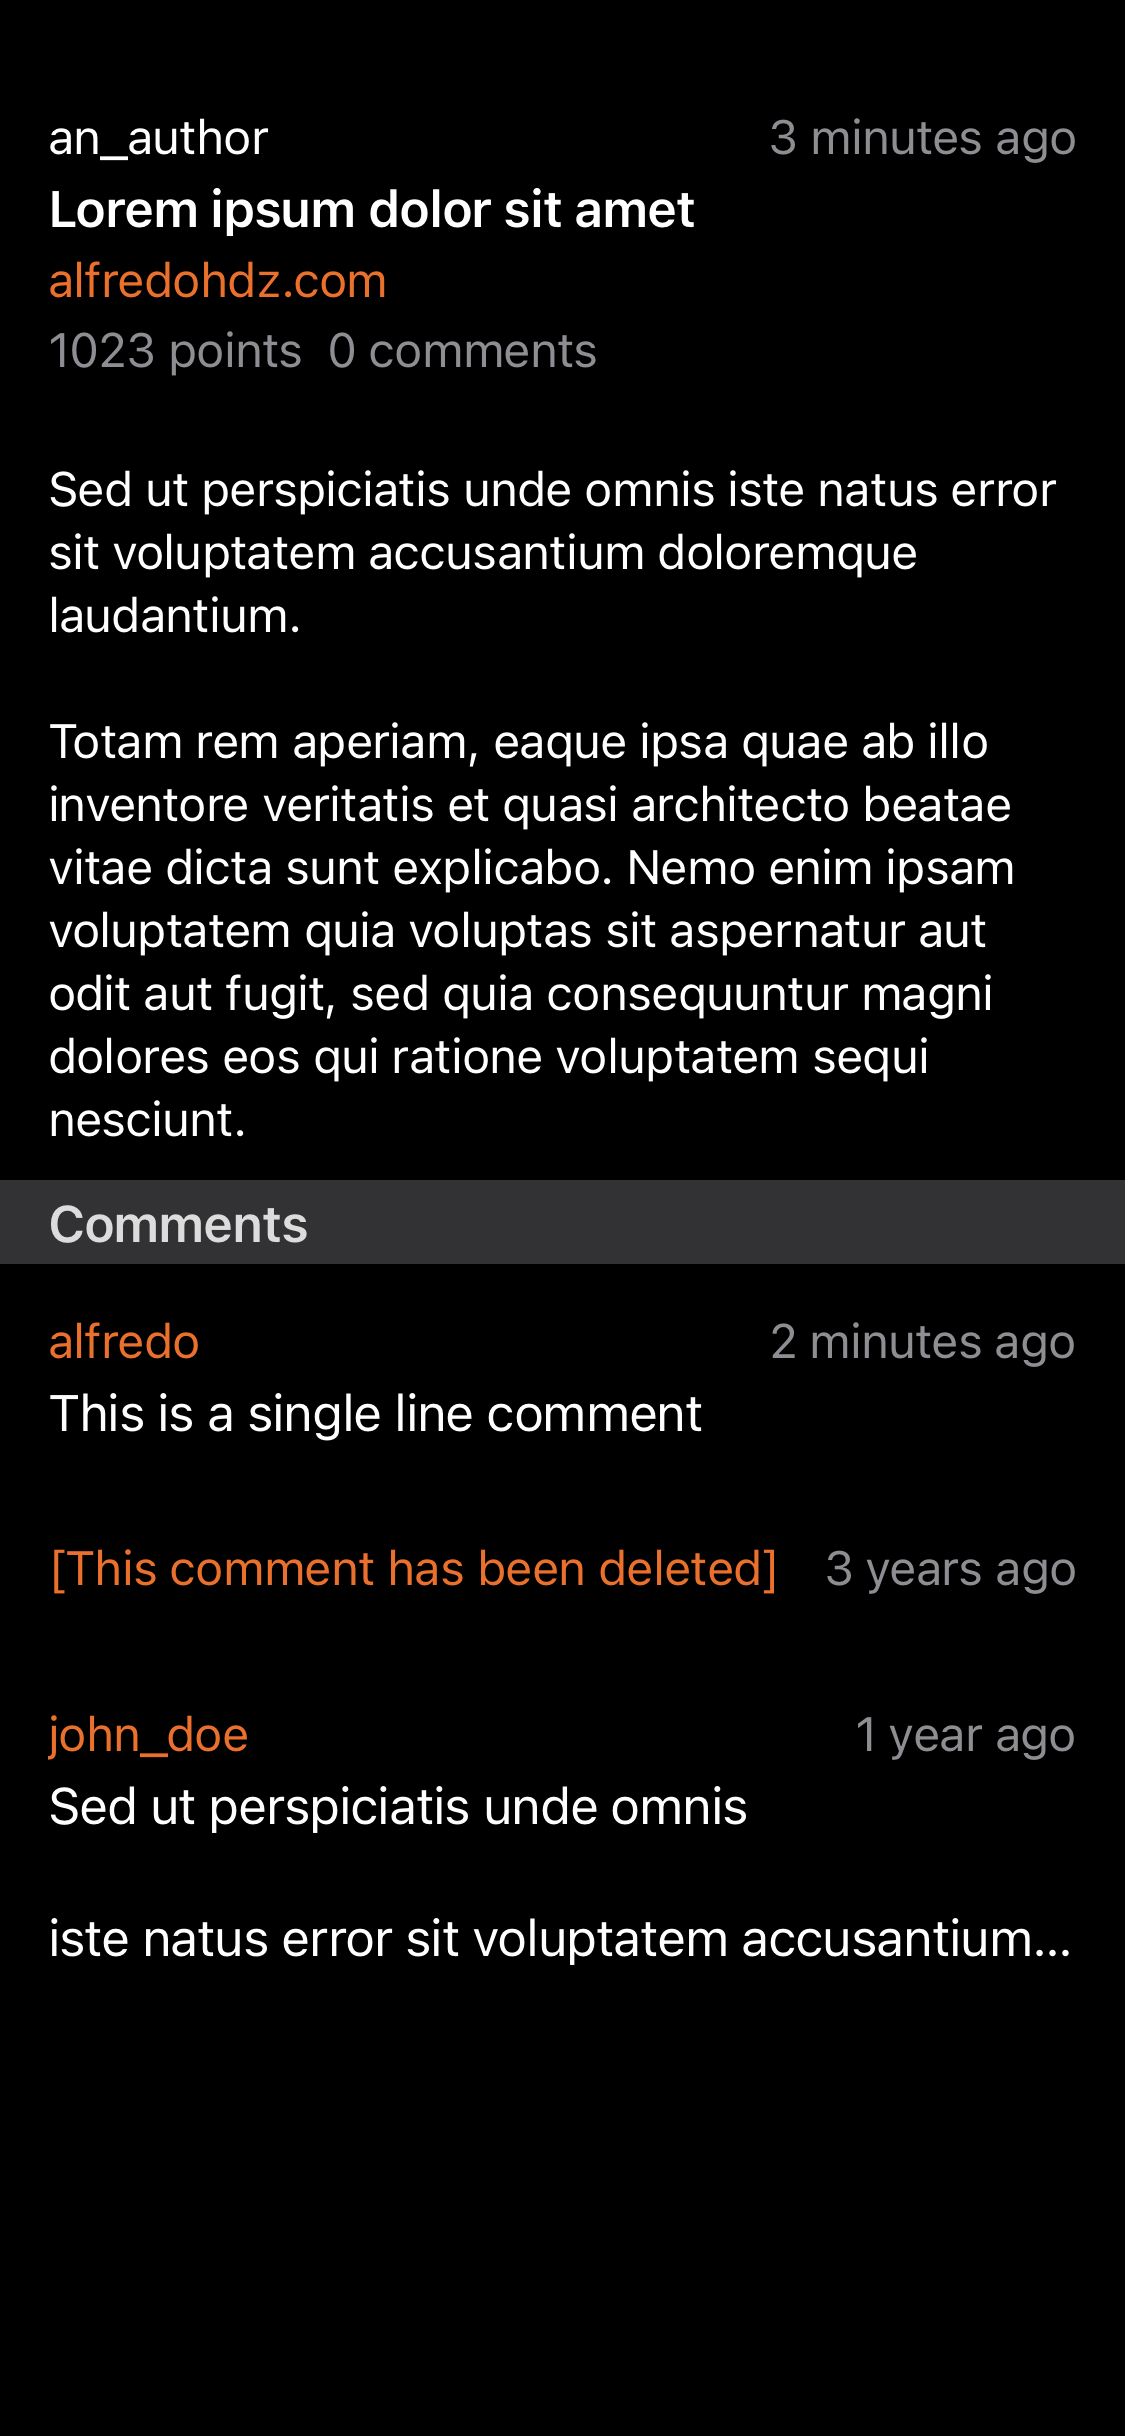 an_author 3 minutes ago
Lorem ipsum dolor sit amet
alfredohdz.com
1023 points 0 comments
Sed ut perspiciatis unde omnis iste natus error
sit voluptatem accusantium doloremque
laudantium.
Totam rem aperiam, eaque ipsa quae ab illo
inventore veritatis et quasi architecto beatae
vitae dicta sunt explicabo. Nemo enim ipsam
voluptatem quia voluptas sit aspernatur aut
odit aut fugit, sed quia consequuntur magni
dolores eos qui ratione voluptatem sequi
nesciunt.
Comments
alfredo 2 minutes ago
This is a single line comment
[This comment has been deleted] 3 years ago
john_doe 1 year ago
Sed ut perspiciatis unde omnis
iste natus error sit voluptatem accusantium...